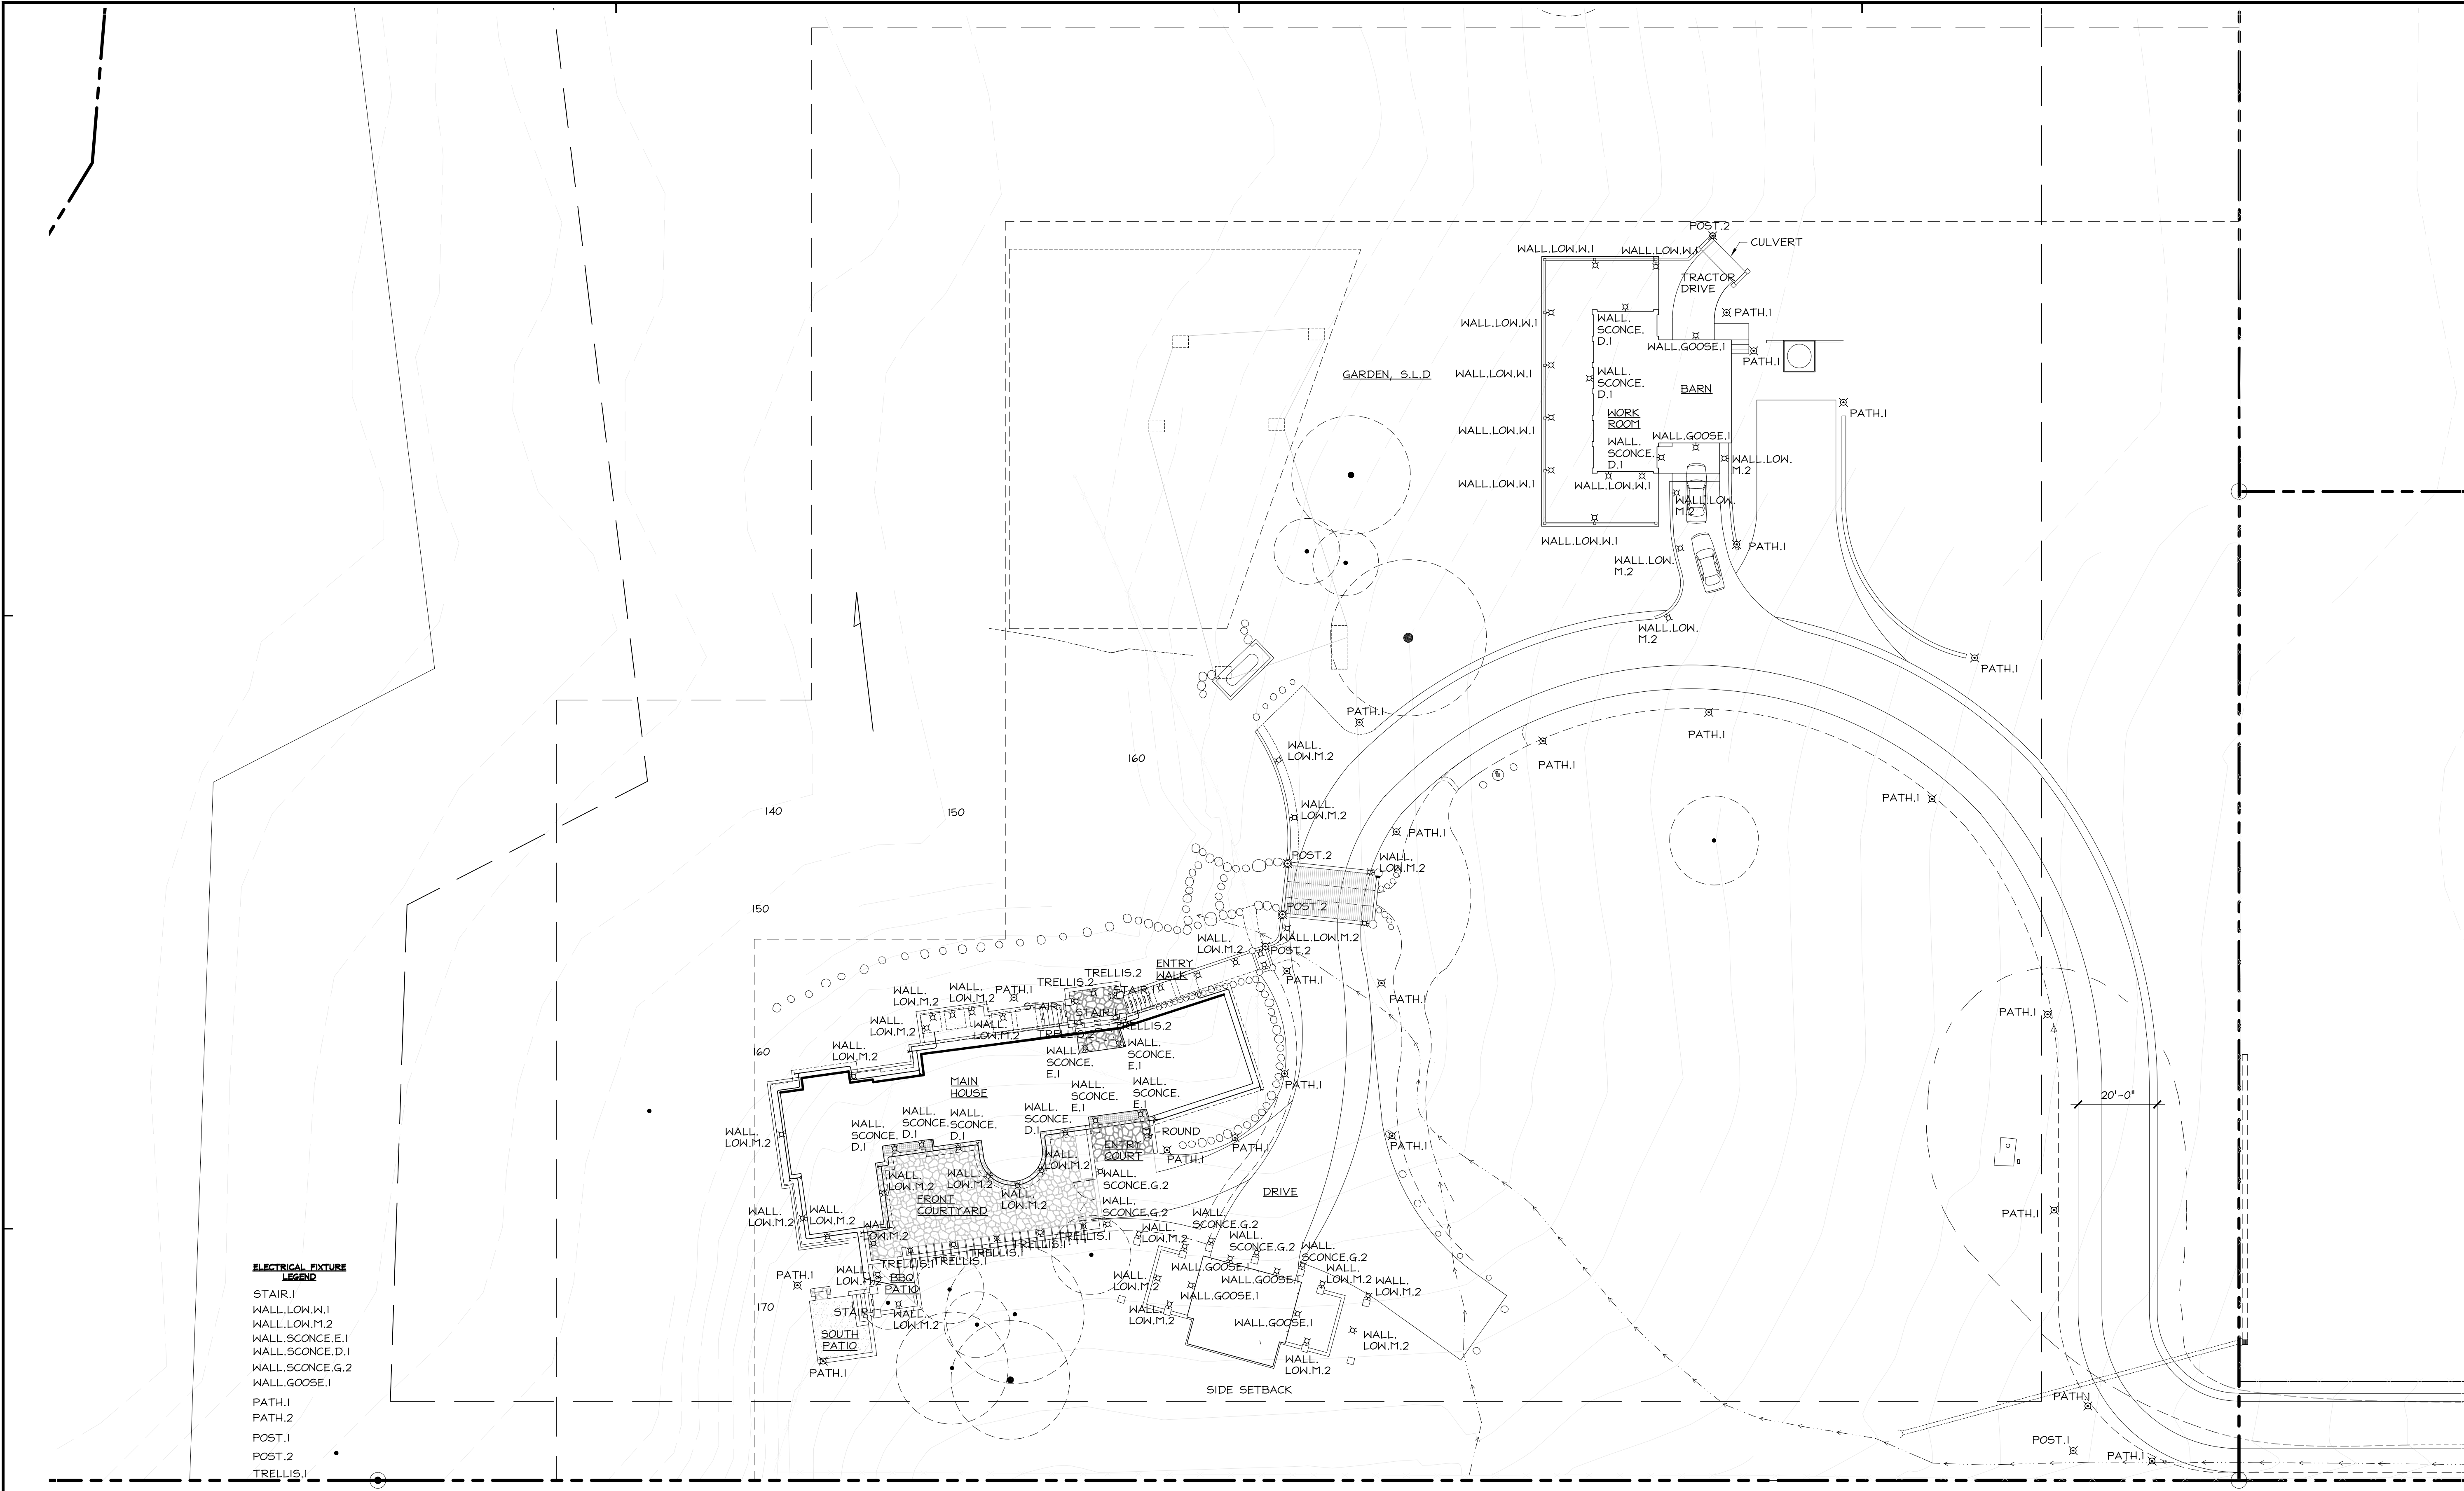 POST.2
CULVERT
WALL.LOW.W.1
WALL.LOW.W.1
TRACTOR
DRIVE
PATH.1
WALL.LOW.W.1
WALL.
SCONCE.
D.1
WALL.GOOSE.1
PATH.1
GARDEN, S.L.D
WALL.LOW.W.1
WALL.
SCONCE.
D.1
BARN
WORK
ROOM
PATH.1
WALL.LOW.W.1
WALL.GOOSE.1
WALL.
SCONCE.
D.1
WALL.LOW.
M.2
WALL.LOW.W.1
WALL.LOW.W.1
WALL.LOW.
M.2
WALL.LOW.W.1
PATH.1
WALL.LOW.
M.2
WALL.LOW.
M.2
PATH.1
PATH.1
PATH.1
PATH.1
WALL.
LOW.M.2
160
PATH.1
140
150
WALL.
LOW.M.2
PATH.1
POST.2
WALL.
LOW.M.2
150
POST.2
WALL.
LOW.M.2
WALL.LOW.M.2
POST.2
ENTRY
WALK
TRELLIS.2
TRELLIS.2
PATH.1
WALL.
LOW.M.2
WALL.
LOW.M.2
PATH.1
STAIR.1
STAIR.1
STAIR.1
PATH.1
PATH.1
WALL.
LOW.M.2
WALL.
LOW.M.2
TRELLIS.2
TRELLIS.2
160
WALL.
LOW.M.2
WALL.
SCONCE.
E.1
WALL.
SCONCE.
E.1
MAIN
HOUSE
WALL.
SCONCE.
E.1
WALL.
SCONCE.
E.1
PATH.1
20'-0"
WALL.
LOW.M.2
WALL.
SCONCE.
D.1
WALL.
SCONCE.
D.1
WALL.
SCONCE.
D.1
WALL.
SCONCE.
D.1
ROUND
ENTRY
COURT
PATH.1
PATH.1
PATH.1
WALL.
LOW.M.2
WALL.
LOW.M.2
WALL.
LOW.M.2
WALL.
LOW.M.2
WALL.
SCONCE.G.2
FRONT
COURTYARD
DRIVE
WALL.
LOW.M.2
WALL.
LOW.M.2
WALL.
LOW.M.2
WALL.
SCONCE.G.2
WALL.
SCONCE.G.2
PATH.1
WALL.
LOW.M.2
WALL.
SCONCE.G.2
WALL.
SCONCE.G.2
TRELLIS.1
TRELLIS.1
TRELLIS.1
TRELLIS.1
TRELLIS.1
WALL.GOOSE.1
WALL.GOOSE.1
WALL.
LOW.M.2
WALL.
LOW.M.2
PATH.1
WALL.
LOW.M.2
BBQ
PATIO
WALL.
LOW.M.2
WALL.GOOSE.1
170
STAIR.1
WALL.
LOW.M.2
WALL.
LOW.M.2
WALL.GOOSE.1
SOUTH
PATIO
WALL.
LOW.M.2
WALL.
LOW.M.2
PATH.1
SIDE SETBACK
PATH.1
POST.1
PATH.1
ELECTRICAL FIXTURE
LEGEND
STAIR.1
WALL.LOW.W.1
WALL.LOW.M.2
WALL.SCONCE.E.1
WALL.SCONCE.D.1
WALL.SCONCE.G.2
WALL.GOOSE.1
PATH.1
PATH.2
POST.1
POST.2
TRELLIS.1